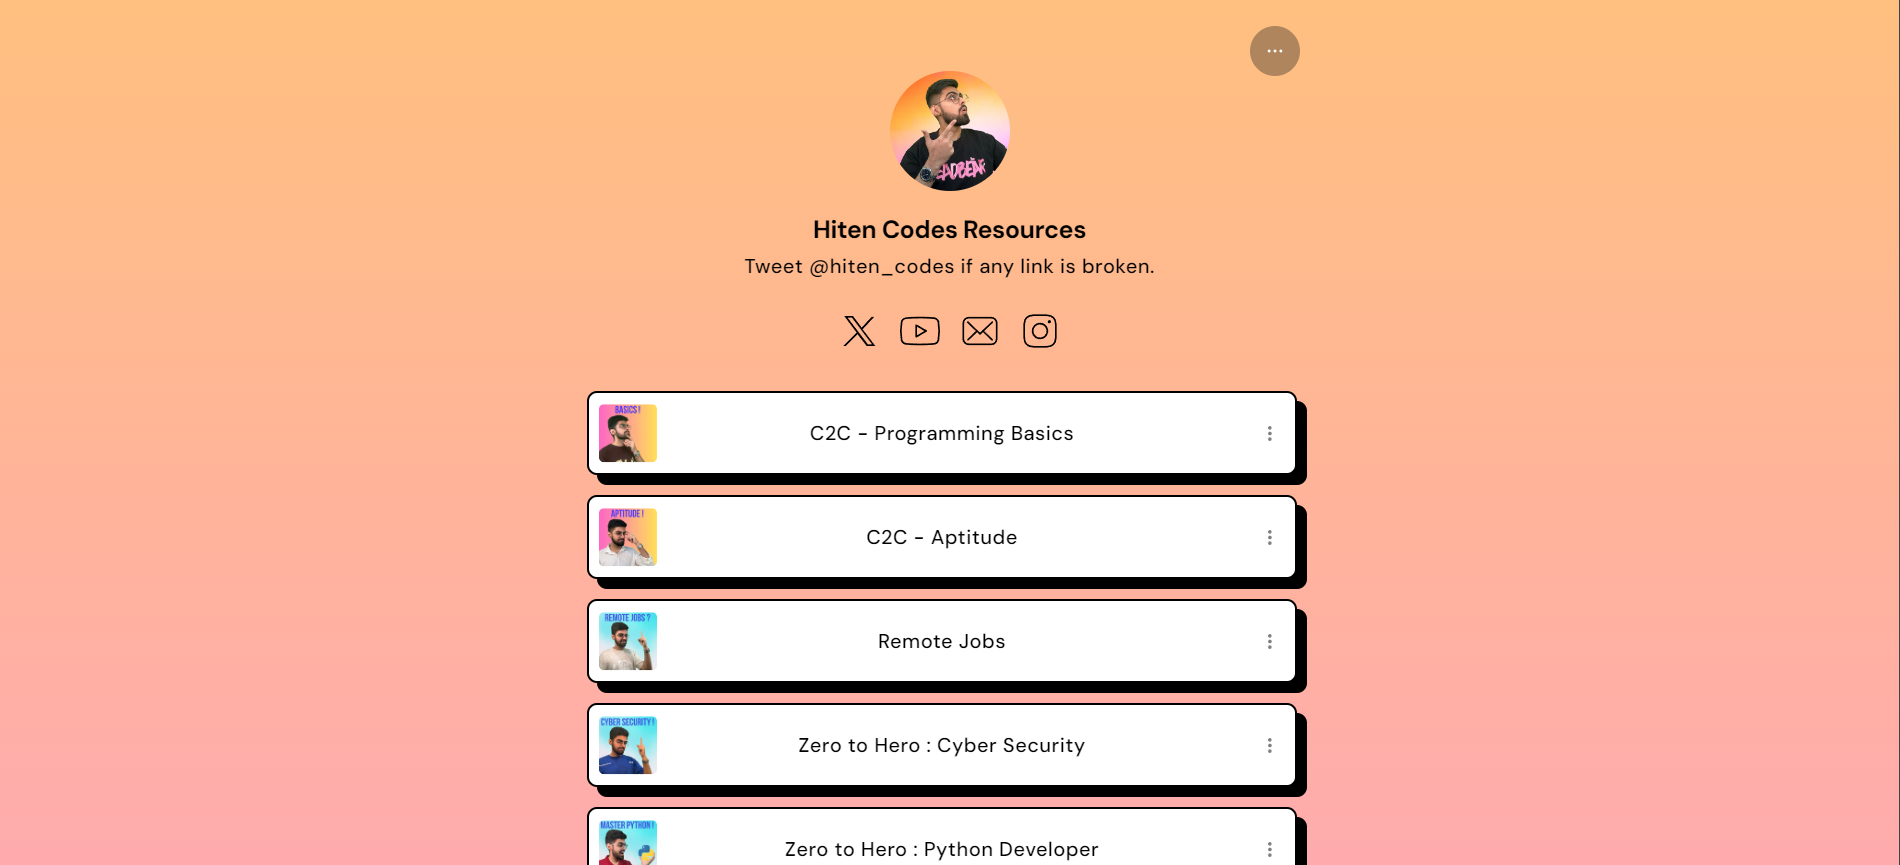 Hiten Codes Resources
Tweet @hiten_codes if any link is broken.
BASICS !
C2C - Programming Basics
APTITUDE !
C2C - Aptitude
REMOTE JOBS ?
Remote Jobs
CYBER SECURITY !
Zero to Hero : Cyber Security
MASTER PYTHON !
Zero to Hero : Python Developer